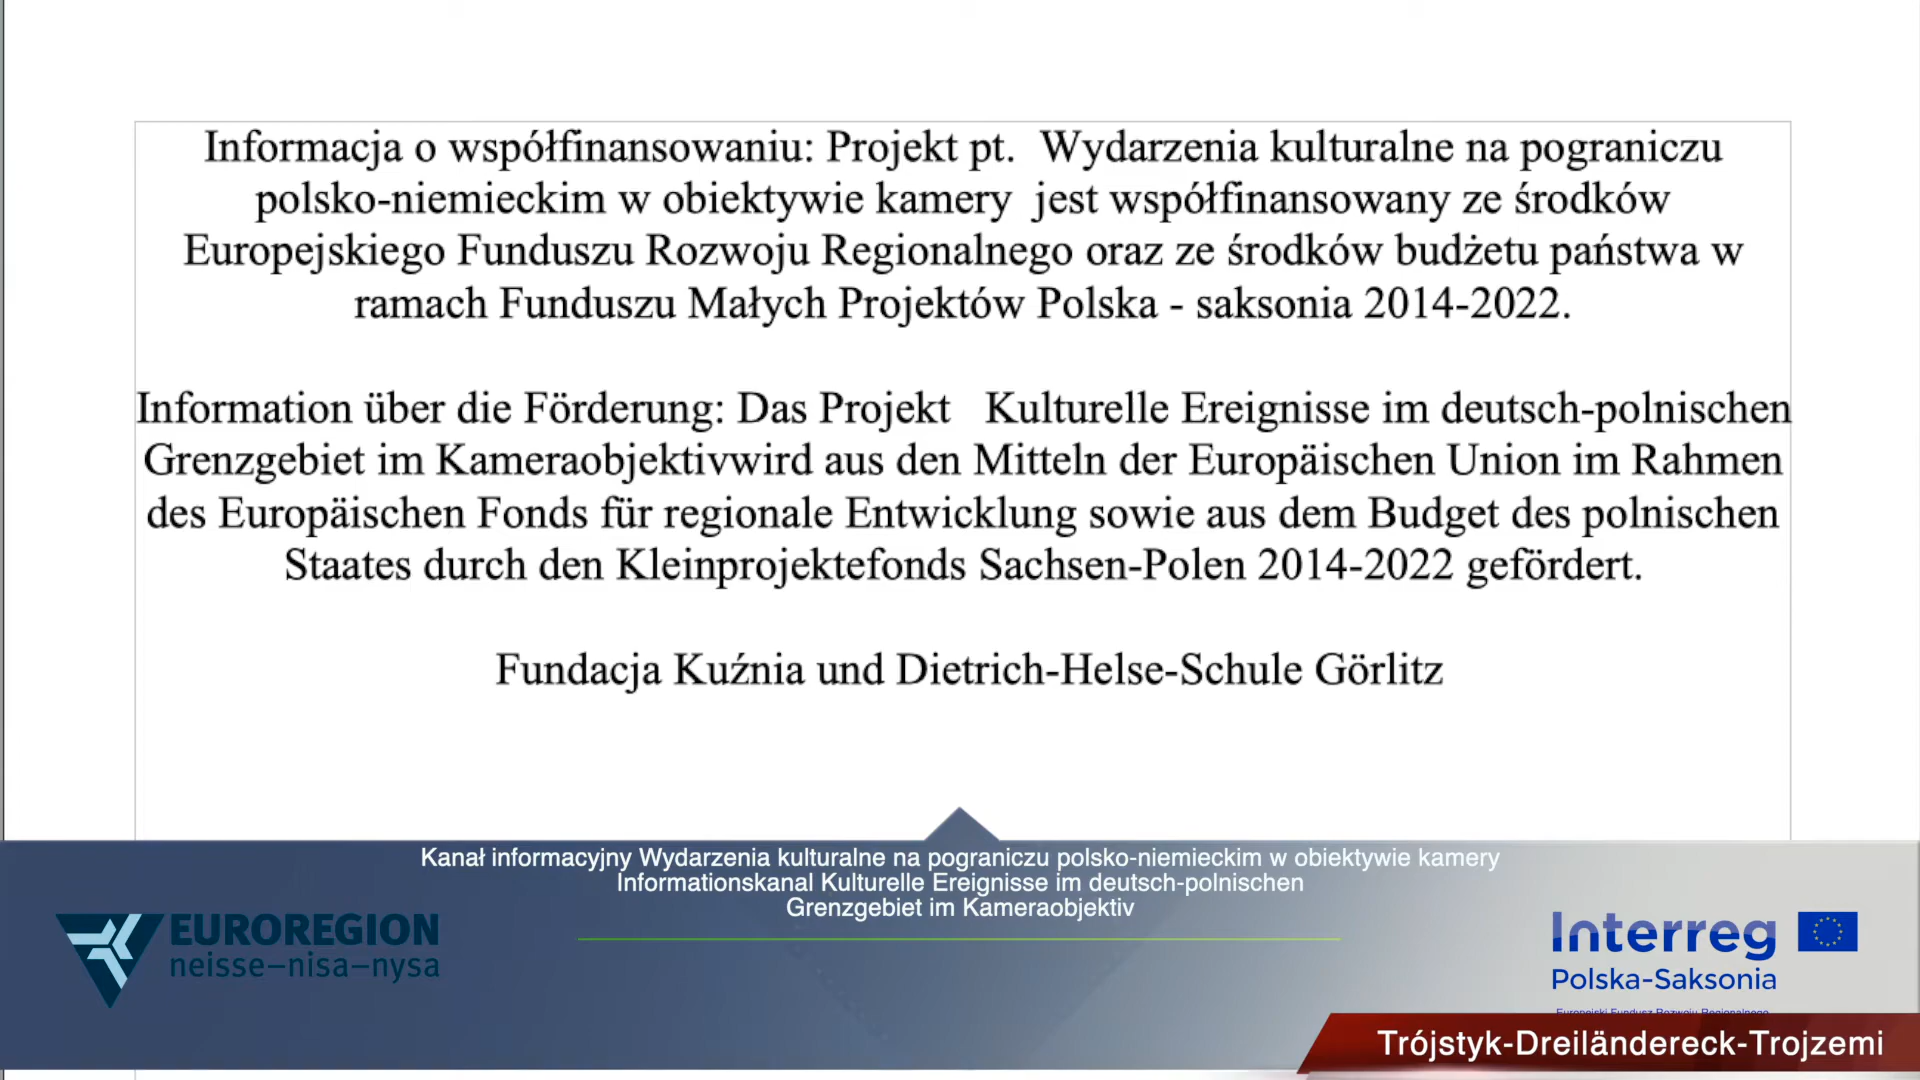 Informacja o współfinansowaniu: Projekt pt.  Wydarzenia kulturalne na pograniczu
polsko-niemieckim w obiektywie kamery  jest współfinansowany ze środków
Europejskiego Funduszu Rozwoju Regionalnego oraz ze środków budżetu państwa w
ramach Funduszu Małych Projektów Polska - saksonia 2014-2022.
Information über die Förderung: Das Projekt   Kulturelle Ereignisse im deutsch-polnischen
Grenzgebiet im Kameraobjektivwird aus den Mitteln der Europäischen Union im Rahmen
des Europäischen Fonds für regionale Entwicklung sowie aus dem Budget des polnischen
Staates durch den Kleinprojektefonds Sachsen-Polen 2014-2022 gefördert.
Fundacja Kuźnia und Dietrich-Helse-Schule Görlitz
Kanał informacyjny Wydarzenia kulturalne na pograniczu polsko-niemieckim w obiektywie kamery
Informationskanal Kulturelle Ereignisse im deutsch-polnischen
Grenzgebiet im Kameraobjektiv
EUROREGION
neisse–nisa–nysa
Interreg
Polska-Saksonia
Europejski Fundusz Rozwoju Regionalnego
Trójstyk-Dreiländereck-Trojzemi